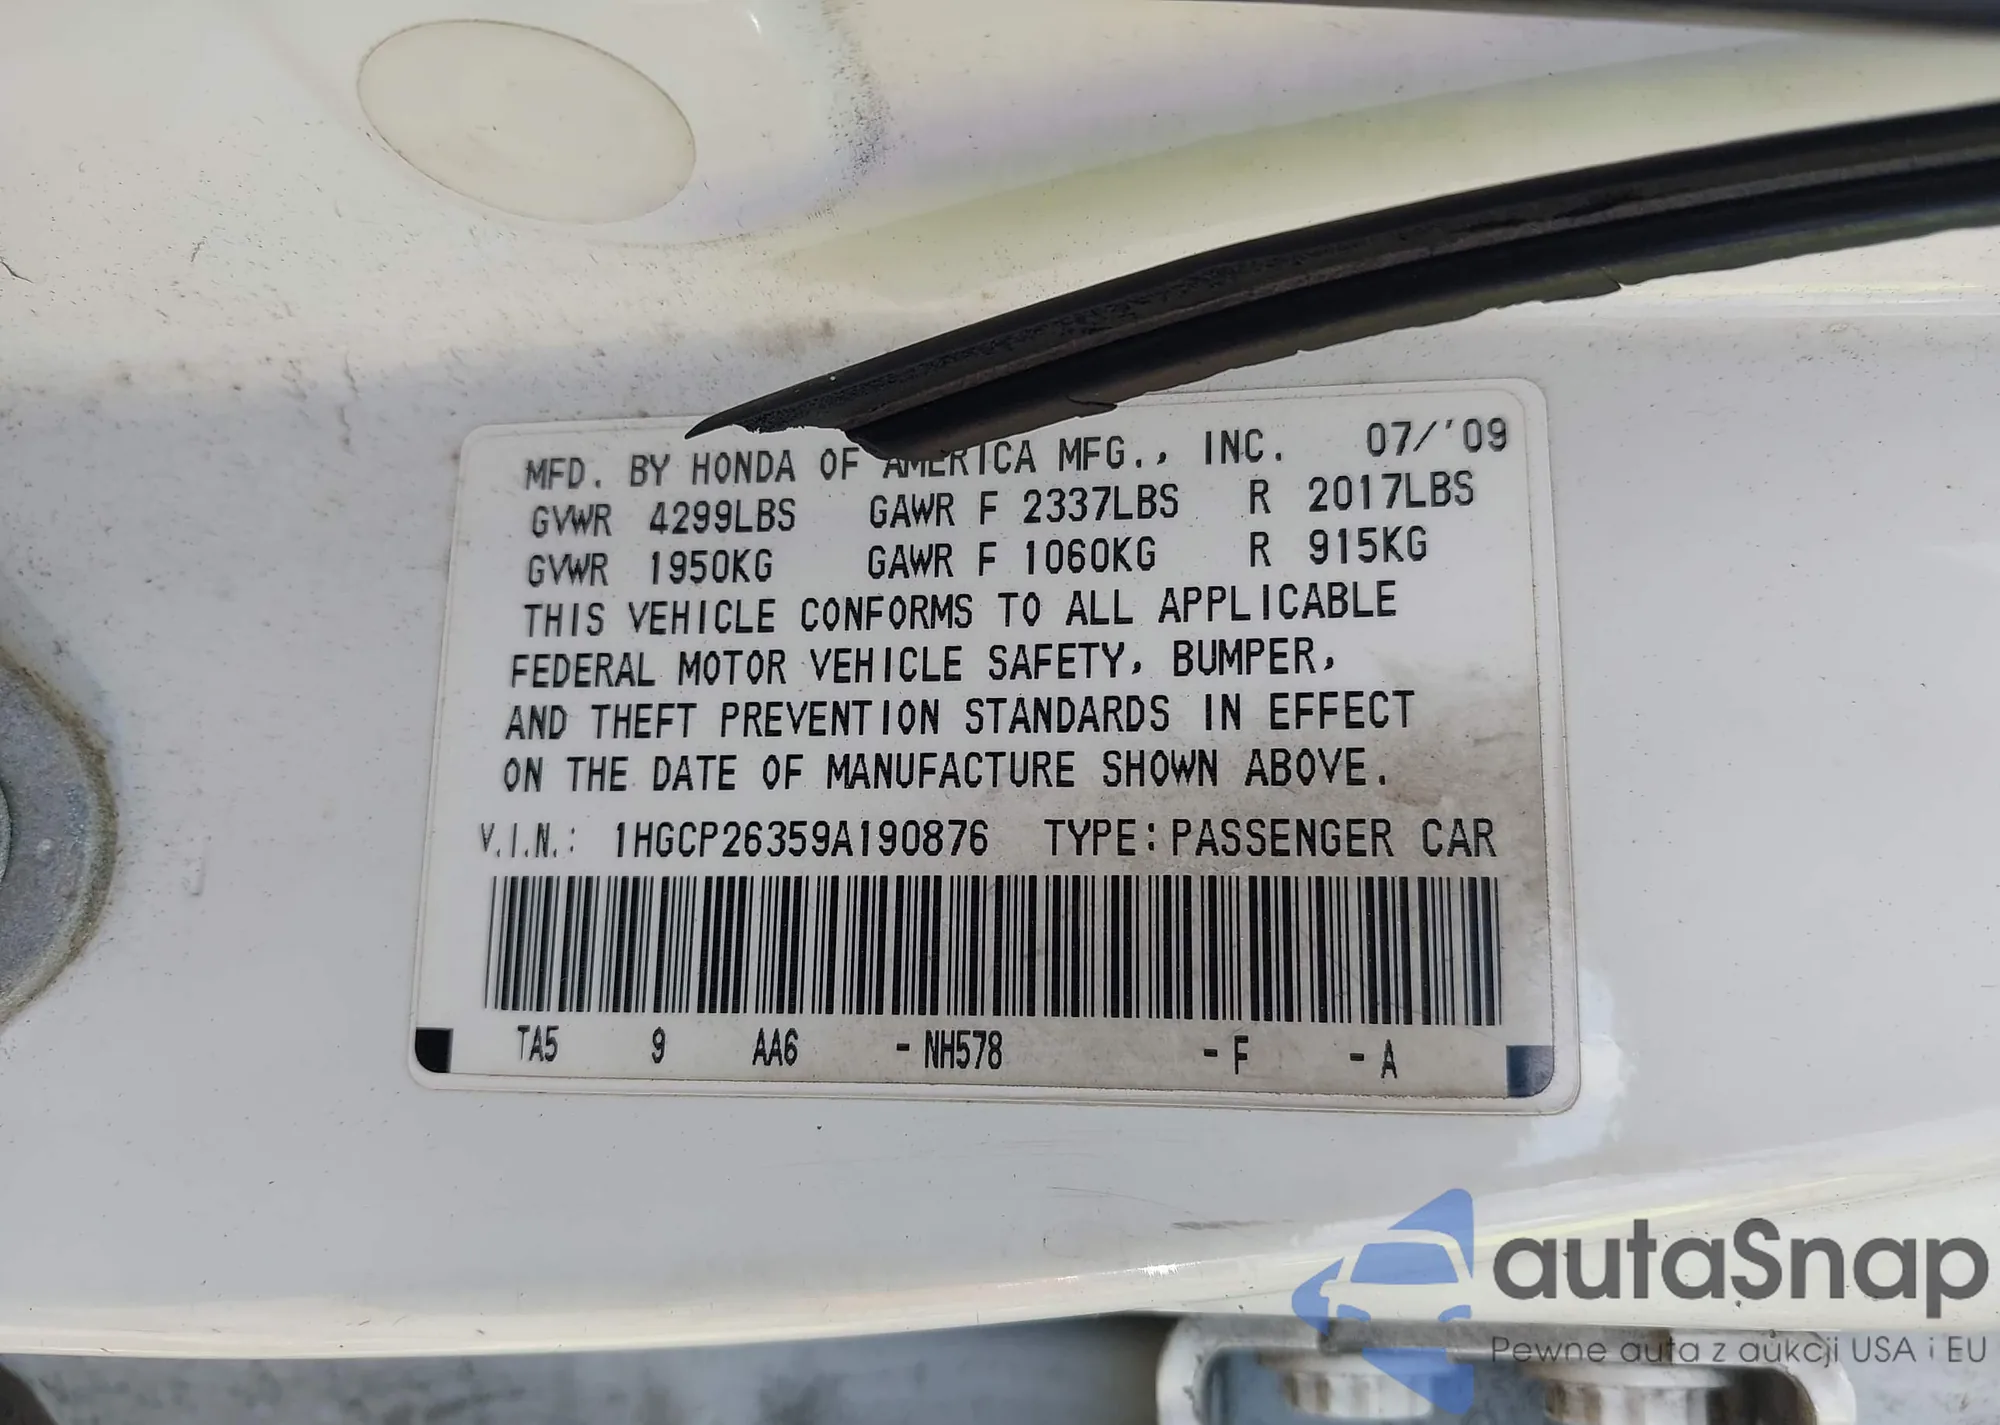 MFD. BY HONDA OF AMERICA MFG., INC. 07/'09
GVWR 4299LBS GAWR F 2337LBS R 2017LBS
GVWR 1950KG GAWR F 1060KG R 915KG
THIS VEHICLE CONFORMS TO ALL APPLICABLE
FEDERAL MOTOR VEHICLE SAFETY, BUMPER,
AND THEFT PREVENTION STANDARDS IN EFFECT
ON THE DATE OF MANUFACTURE SHOWN ABOVE.
V.I.N.: 1HGCP26359A190876 TYPE:PASSENGER CAR
TA5 9 AA6 -NH578 -F -A
autaSnap
Pewne auta z aukcji USA i EU